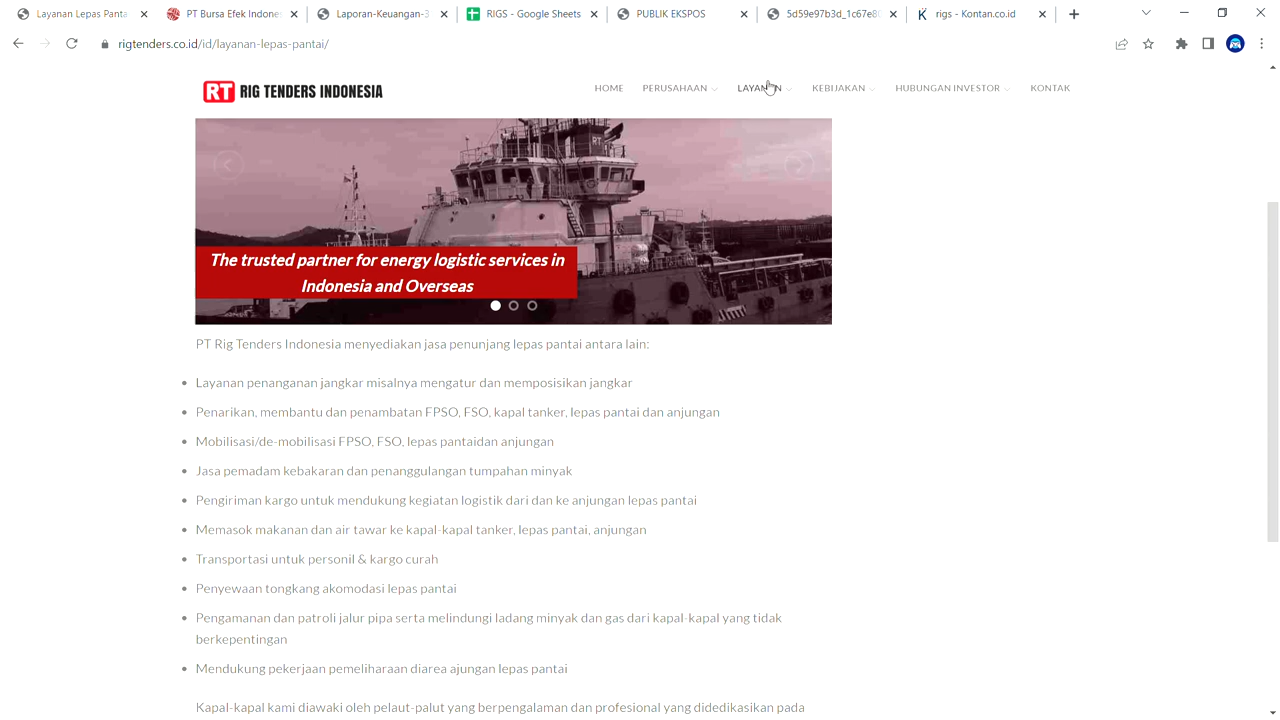 Layanan Lepas Panta
PT Bursa Efek Indones
Laporan-Keuangan-3
RIGS - Google Sheets
PUBLIK EKSPOS
5d59e97b3d_1c67e80
rigs - Kontan.co.id
rigtenders.co.id/id/layanan-lepas-pantai/
RT RIG TENDERS INDONESIA
HOME PERUSAHAAN LAYANAN KEBIJAKAN HUBUNGAN INVESTOR KONTAK
RT
The trusted partner for energy logistic services in
Indonesia and Overseas
PT Rig Tenders Indonesia menyediakan jasa penunjang lepas pantai antara lain:
Layanan penanganan jangkar misalnya mengatur dan memposisikan jangkar
Penarikan, membantu dan penambatan FPSO, FSO, kapal tanker, lepas pantai dan anjungan
Mobilisasi/de-mobilisasi FPSO, FSO, lepas pantaidan anjungan
Jasa pemadam kebakaran dan penanggulangan tumpahan minyak
Pengiriman kargo untuk mendukung kegiatan logistik dari dan ke anjungan lepas pantai
Memasok makanan dan air tawar ke kapal-kapal tanker, lepas pantai, anjungan
Transportasi untuk personil & kargo curah
Penyewaan tongkang akomodasi lepas pantai
Pengamanan dan patroli jalur pipa serta melindungi ladang minyak dan gas dari kapal-kapal yang tidak
berkepentingan
Mendukung pekerjaan pemeliharaan diarea ajungan lepas pantai
Kapal-kapal kami diawaki oleh pelaut-palut yang berpengalaman dan profesional yang didedikasikan pada